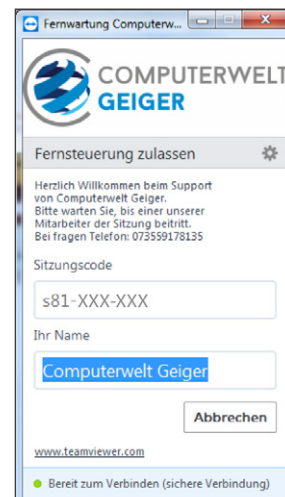 Fernwartung Computerw...
COMPUTERWELT
GEIGER
Fernsteuerung zulassen
Herzlich Willkommen beim Support
von Computerwelt Geiger.
Bitte warten Sie, bis einer unserer
Mitarbeiter der Sitzung beitritt.
Bei fragen Telefon: 073559178135
Sitzungscode
s81-XXX-XXX
Ihr Name
Computerwelt Geiger
Abbrechen
www.teamviewer.com
Bereit zum Verbinden (sichere Verbindung)